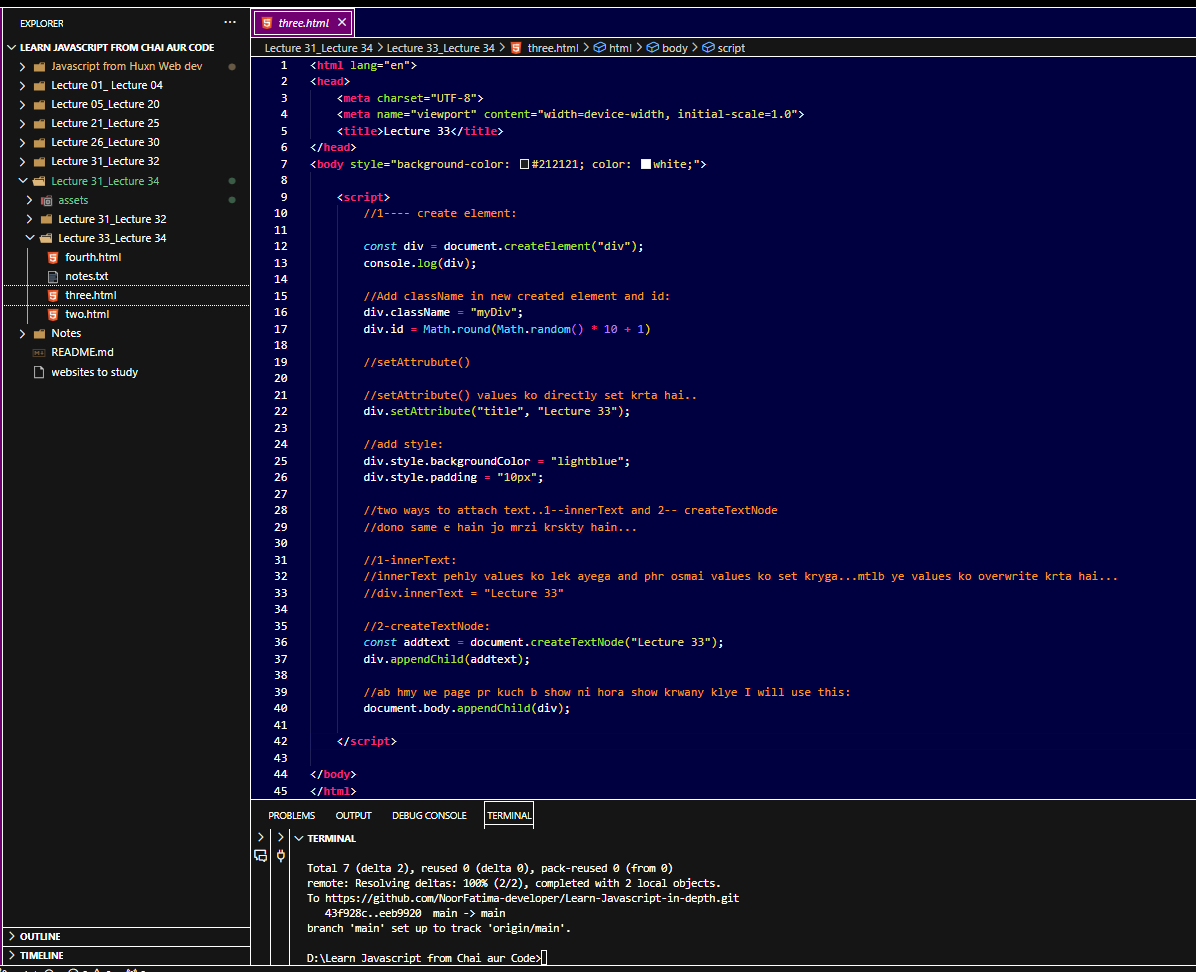 EXPLORER
LEARN JAVASCRIPT FROM CHAI AUR CODE
Javascript from Huxn Web dev
Lecture 01_ Lecture 04
Lecture 05_Lecture 20
Lecture 21_Lecture 25
Lecture 26_Lecture 30
Lecture 31_Lecture 32
Lecture 31_Lecture 34
assets
Lecture 31_Lecture 32
Lecture 33_Lecture 34
fourth.html
notes.txt
three.html
two.html
Notes
README.md
websites to study
OUTLINE
TIMELINE
three.html
Lecture 31_Lecture 34 > Lecture 33_Lecture 34 > three.html > html > body > script
1 <html lang="en">
2 <head>
3 <meta charset="UTF-8">
4 <meta name="viewport" content="width=device-width, initial-scale=1.0">
5 <title>Lecture 33</title>
6 </head>
7 <body style="background-color: #212121; color: white;">
8
9 <script>
10 //1---- create element:
11
12 const div = document.createElement("div");
13 console.log(div);
14
15 //Add className in new created element and id:
16 div.className = "myDiv";
17 div.id = Math.round(Math.random() * 10 + 1)
18
19 //setAttrubute()
20
21 //setAttribute() values ko directly set krta hai..
22 div.setAttribute("title", "Lecture 33");
23
24 //add style:
25 div.style.backgroundColor = "lightblue";
26 div.style.padding = "10px";
27
28 //two ways to attach text..1--innerText and 2-- createTextNode
29 //dono same e hain jo mrzi krskty hain...
30
31 //1-innerText:
32 //innerText pehly values ko lek ayega and phr osmai values ko set kryga...mtlb ye values ko overwrite krta hai...
33 //div.innerText = "Lecture 33"
34
35 //2-createTextNode:
36 const addtext = document.createTextNode("Lecture 33");
37 div.appendChild(addtext);
38
39 //ab hmy we page pr kuch b show ni hora show krwany klye I will use this:
40 document.body.appendChild(div);
41
42 </script>
43
44 </body>
45 </html>
PROBLEMS OUTPUT DEBUG CONSOLE TERMINAL
TERMINAL
Total 7 (delta 2), reused 0 (delta 0), pack-reused 0 (from 0)
remote: Resolving deltas: 100% (2/2), completed with 2 local objects.
To https://github.com/NoorFatima-developer/Learn-Javascript-in-depth.git
43f928c..eeb9920 main -> main
branch 'main' set up to track 'origin/main'.
D:\Learn Javascript from Chai aur Code>